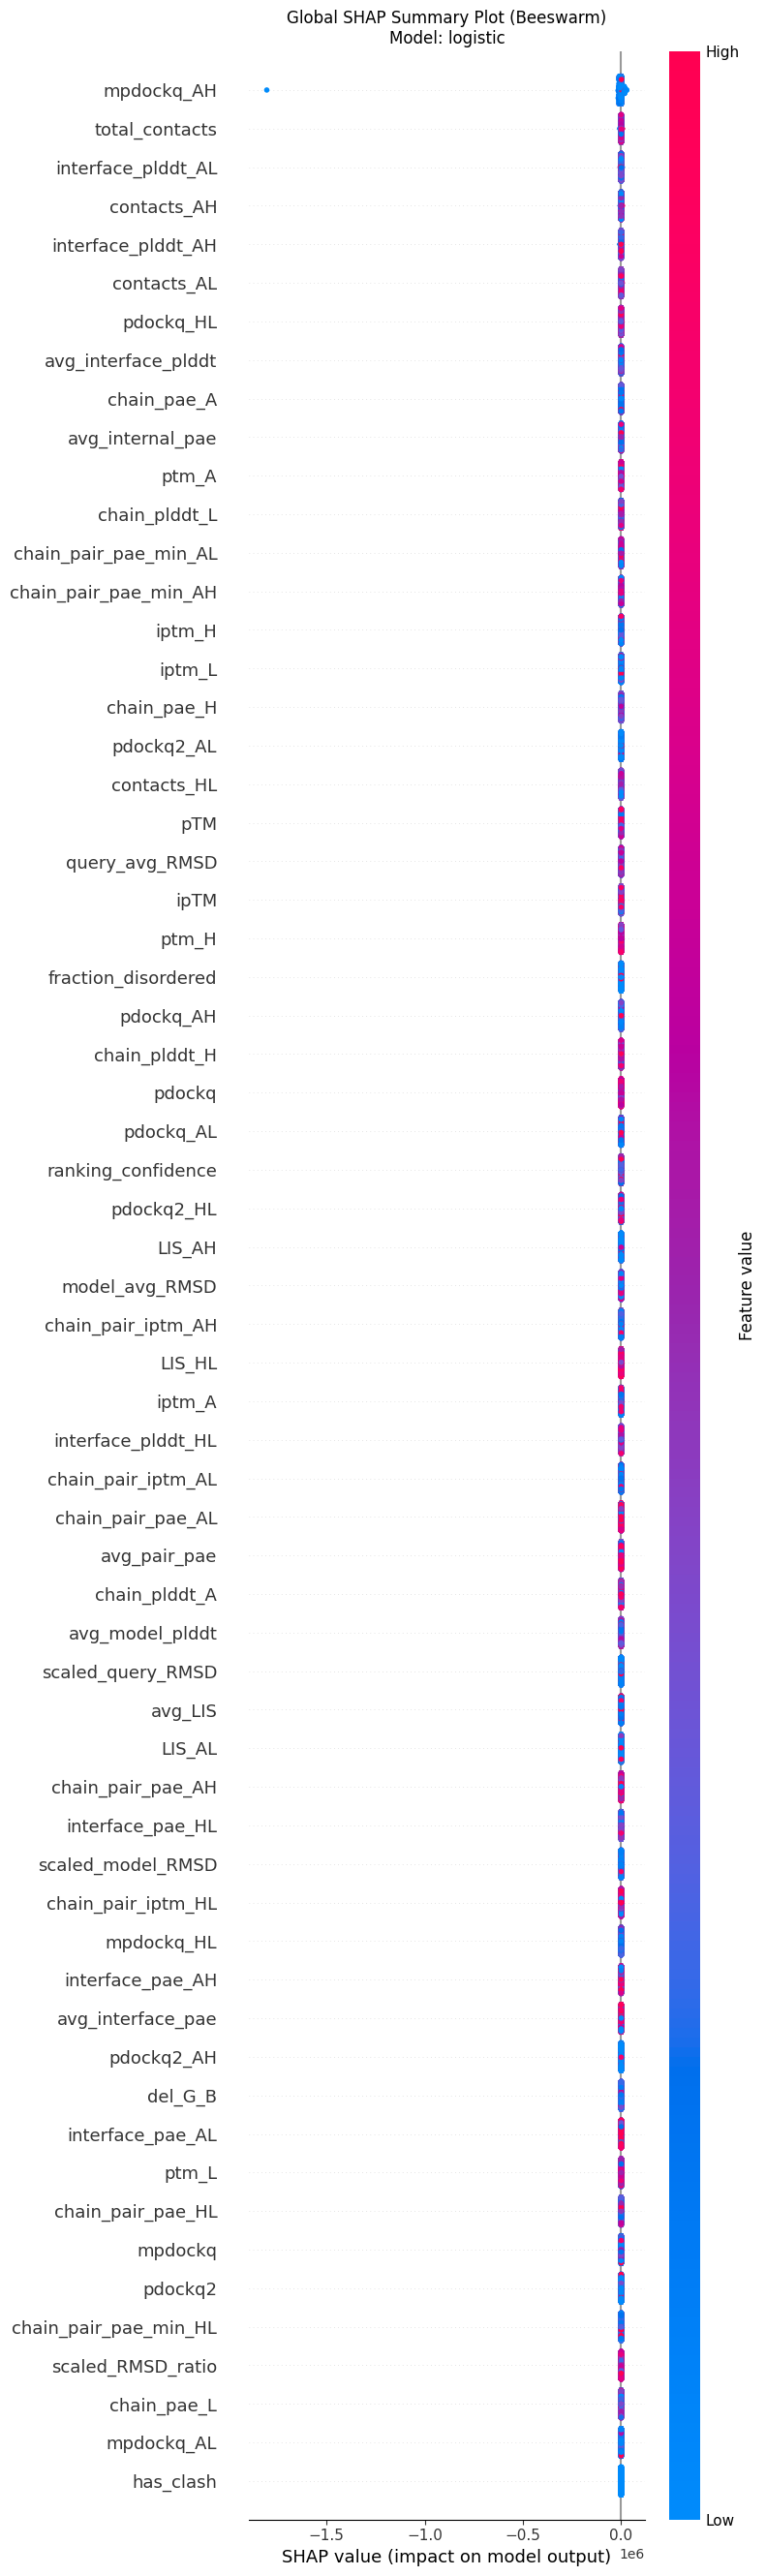 Global SHAP Summary Plot (Beeswarm)
Model: logistic
High
mpdockq_AH
total_contacts
interface_plddt_AL
contacts_AH
interface_plddt_AH
contacts_AL
pdockq_HL
avg_interface_plddt
chain_pae_A
avg_internal_pae
ptm_A
chain_plddt_L
chain_pair_pae_min_AL
chain_pair_pae_min_AH
iptm_H
iptm_L
chain_pae_H
pdockq2_AL
contacts_HL
pTM
query_avg_RMSD
ipTM
ptm_H
fraction_disordered
pdockq_AH
chain_plddt_H
pdockq
pdockq_AL
ranking_confidence
pdockq2_HL
LIS_AH
model_avg_RMSD
chain_pair_iptm_AH
LIS_HL
iptm_A
interface_plddt_HL
chain_pair_iptm_AL
chain_pair_pae_AL
avg_pair_pae
chain_plddt_A
avg_model_plddt
scaled_query_RMSD
avg_LIS
LIS_AL
chain_pair_pae_AH
interface_pae_HL
scaled_model_RMSD
chain_pair_iptm_HL
mpdockq_HL
interface_pae_AH
avg_interface_pae
pdockq2_AH
del_G_B
interface_pae_AL
ptm_L
chain_pair_pae_HL
mpdockq
pdockq2
chain_pair_pae_min_HL
scaled_RMSD_ratio
chain_pae_L
mpdockq_AL
has_clash
Feature value
Low
−1.5 −1.0 −0.5 0.0
1e6
SHAP value (impact on model output)